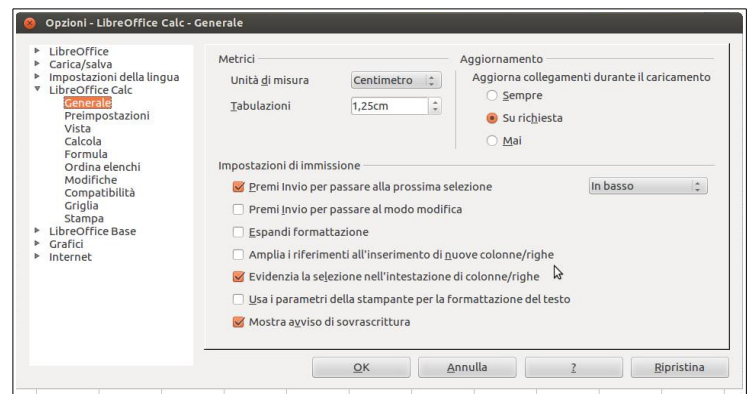 Opzioni - LibreOffice Calc - Generale
LibreOffice
Carica/salva
Impostazioni della lingua
LibreOffice Calc
Generale
Preimpostazioni
Vista
Calcola
Formula
Ordina elenchi
Modifiche
Compatibilità
Griglia
Stampa
LibreOffice Base
Grafici
Internet
Metrici
Unità di misura
Centimetro
Tabulazioni
1,25cm
Aggiornamento
Aggiorna collegamenti durante il caricamento
Sempre
Su richiesta
Mai
Impostazioni di immissione
Premi Invio per passare alla prossima selezione
In basso
Premi Invio per passare al modo modifica
Espandi formattazione
Amplia i riferimenti all'inserimento di nuove colonne/righe
Evidenzia la selezione nell'intestazione di colonne/righe
Usa i parametri della stampante per la formattazione del testo
Mostra avviso di sovrascrittura
OK
Annulla
?
Ripristina